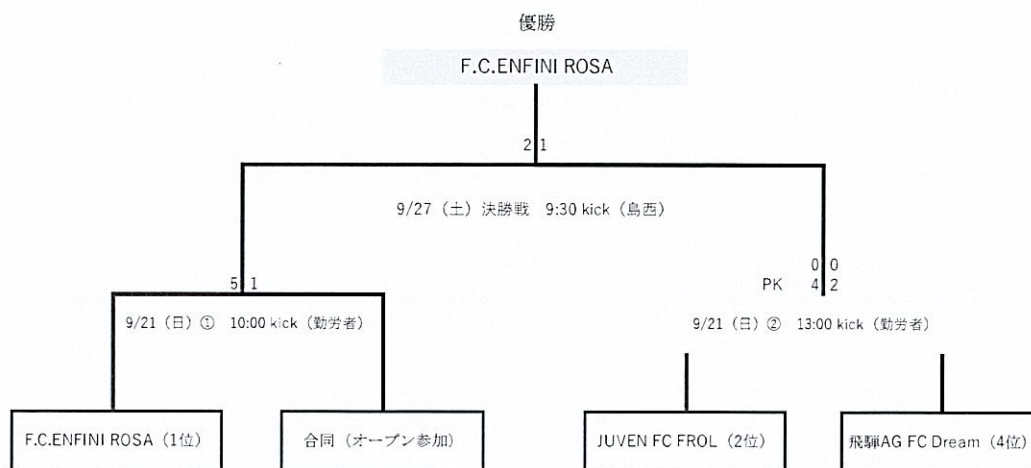 優勝
F.C.ENFINI ROSA
2 1
9/27（土）決勝戦　9:30 kick（島西）
0 0
5 1
PK　4 2
9/21（日）①　10:00 kick（勤労者）
9/21（日）②　13:00 kick（勤労者）
F.C.ENFINI ROSA（1位）
合同（オープン参加）
JUVEN FC FROL（2位）
飛騨AG FC Dream（4位）